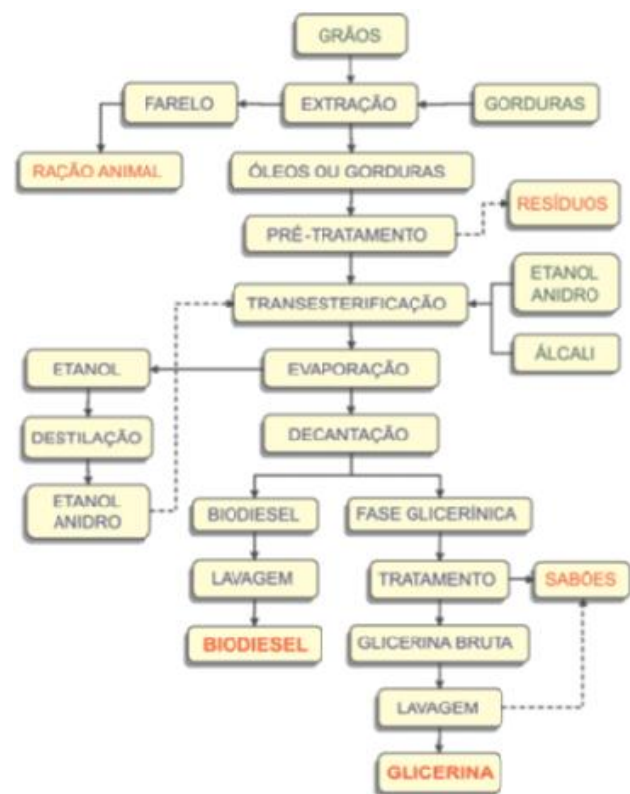 GRÃOS
FARELO
EXTRAÇÃO
GORDURAS
RAÇÃO ANIMAL
ÓLEOS OU GORDURAS
RESÍDUOS
PRÉ-TRATAMENTO
ETANOL
ANIDRO
TRANSESTERIFICAÇÃO
ÁLCALI
ETANOL
EVAPORAÇÃO
DESTILAÇÃO
DECANTAÇÃO
ETANOL
ANIDRO
BIODIESEL
FASE GLICERÍNICA
LAVAGEM
TRATAMENTO
SABÕES
BIODIESEL
GLICERINA BRUTA
LAVAGEM
GLICERINA